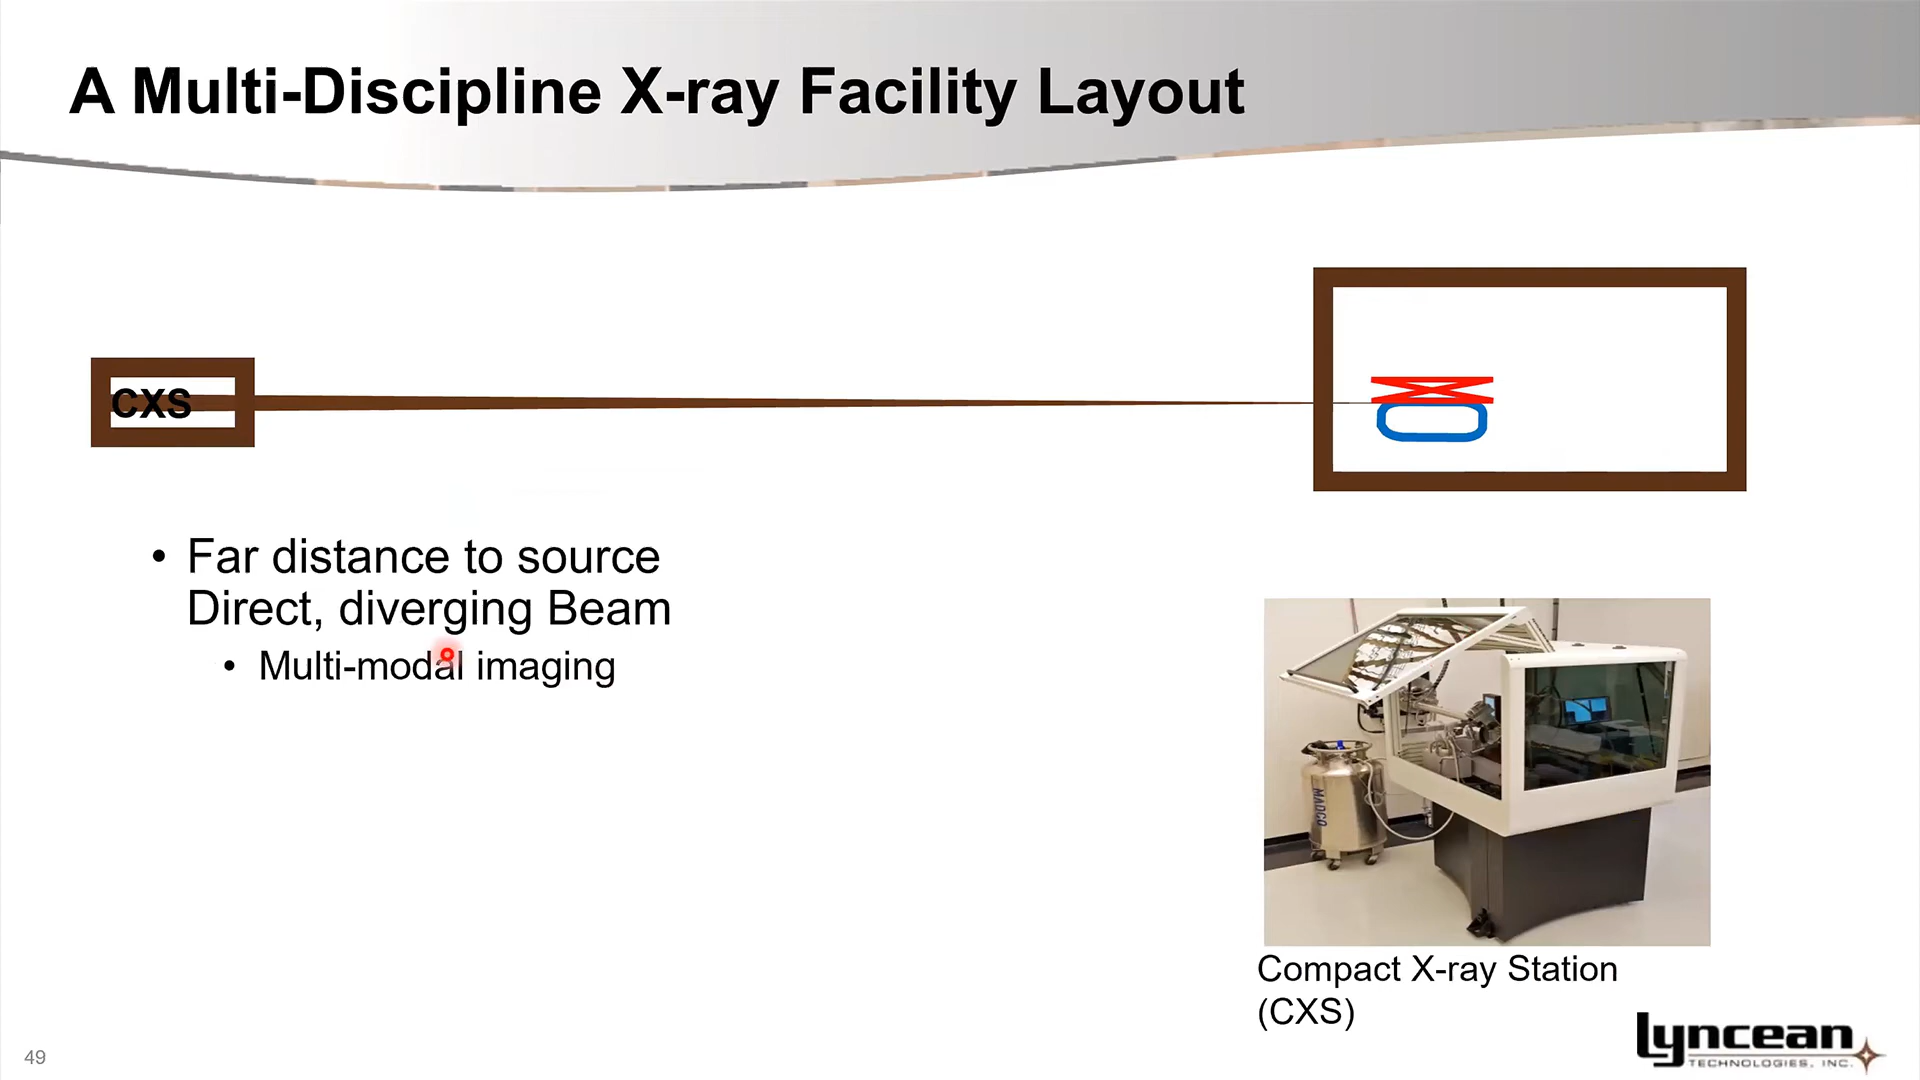 A Multi-Discipline X-ray Facility Layout
CXS
• Far distance to source
Direct, diverging Beam
• Multi-modal imaging
MADCO
Compact X-ray Station
(CXS)
49
Lyncean
TECHNOLOGIES, INC.